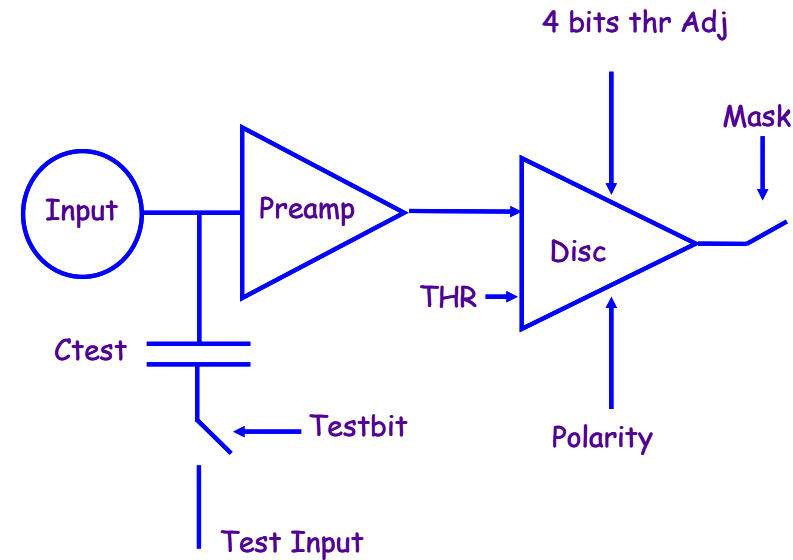 4 bits thr Adj
Mask
Input
Preamp
Disc
THR
Ctest
Testbit
Polarity
Test Input